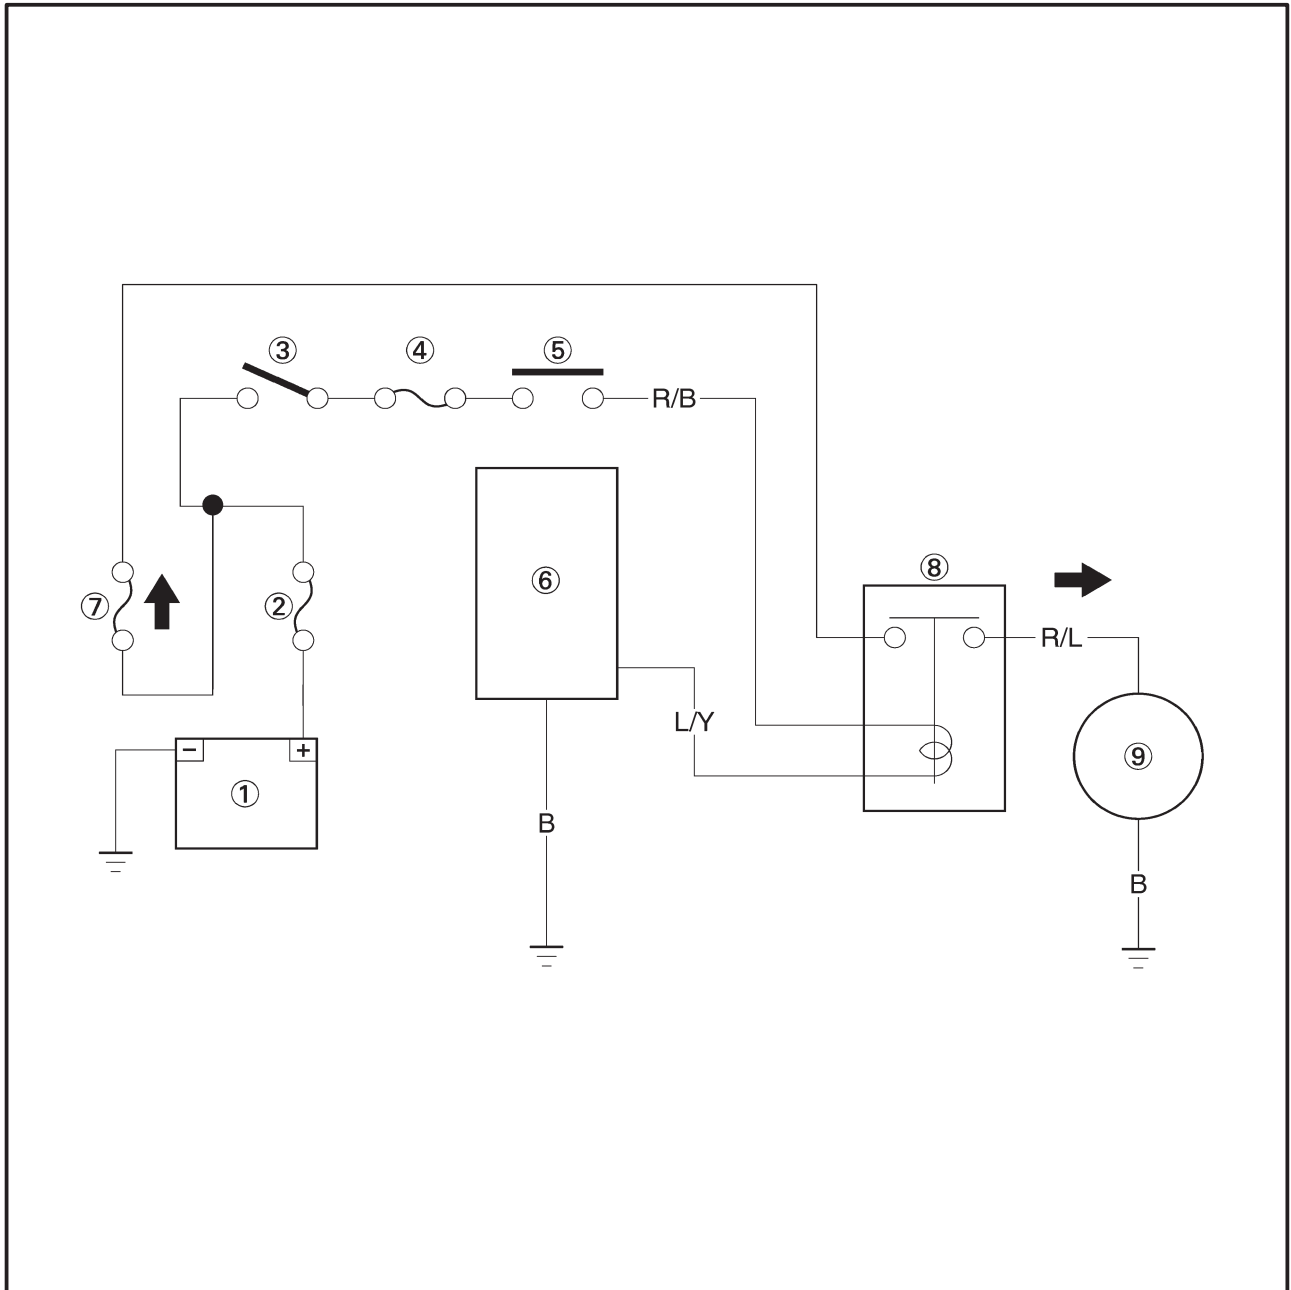 ③ ④ ⑤
R/B
⑥
⑧
⑦
②
R/L
L/Y
− +
⑨
①
B
B